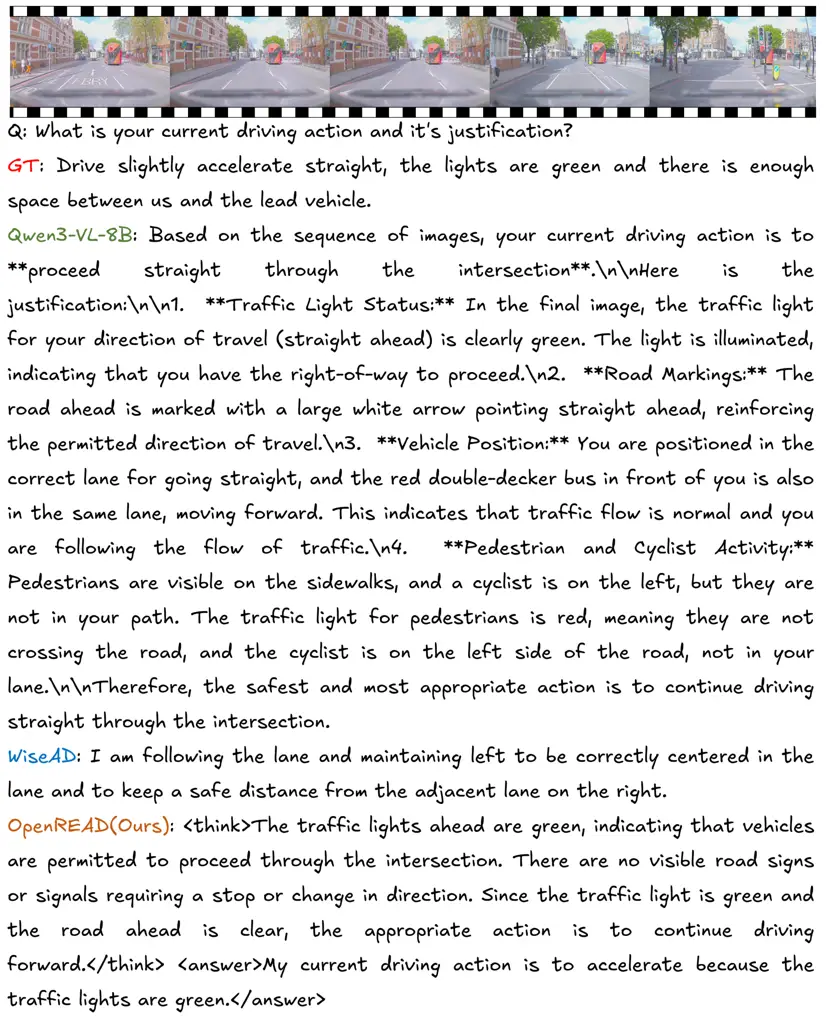 Q: What is your current driving action and it's justification?
GT: Drive slightly accelerate straight, the lights are green and there is enough
space between us and the lead vehicle.
Qwen3-VL-8B: Based on the sequence of images, your current driving action is to
**proceed straight through the intersection**.\n\nHere is the
justification:\n\n1. **Traffic Light Status:** In the final image, the traffic light
for your direction of travel (straight ahead) is clearly green. The light is illuminated,
indicating that you have the right-of-way to proceed.\n2. **Road Markings:** The
road ahead is marked with a large white arrow pointing straight ahead, reinforcing
the permitted direction of travel.\n3. **Vehicle Position:** You are positioned in the
correct lane for going straight, and the red double-decker bus in front of you is also
in the same lane, moving forward. This indicates that traffic flow is normal and you
are following the flow of traffic.\n4. **Pedestrian and Cyclist Activity:**
Pedestrians are visible on the sidewalks, and a cyclist is on the left, but they are
not in your path. The traffic light for pedestrians is red, meaning they are not
crossing the road, and the cyclist is on the left side of the road, not in your
lane.\n\nTherefore, the safest and most appropriate action is to continue driving
straight through the intersection.
WiseAD: I am following the lane and maintaining left to be correctly centered in the
lane and to keep a safe distance from the adjacent lane on the right.
OpenREAD(Ours): <think>The traffic lights ahead are green, indicating that vehicles
are permitted to proceed through the intersection. There are no visible road signs
or signals requiring a stop or change in direction. Since the traffic light is green and
the road ahead is clear, the appropriate action is to continue driving
forward.</think> <answer>My current driving action is to accelerate because the
traffic lights are green.</answer>